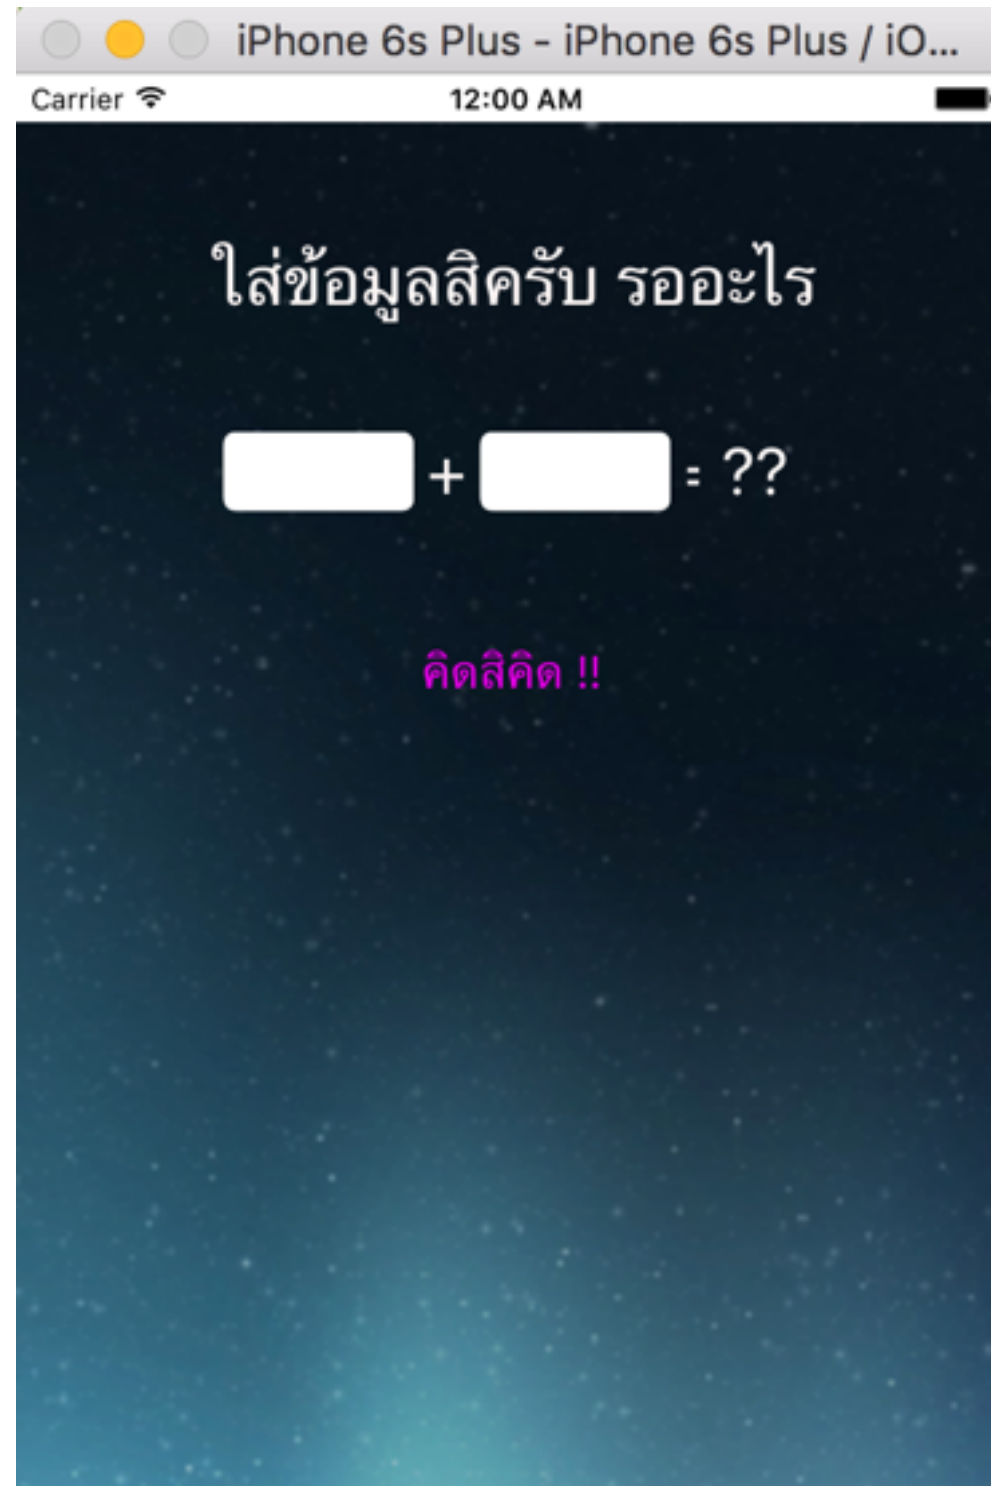 iPhone 6s Plus - iPhone 6s Plus / iO...
Carrier 12:00 AM
ใส่ข้อมูลสิครับ รออะไร
+ = ??
คิดสิคิด !!